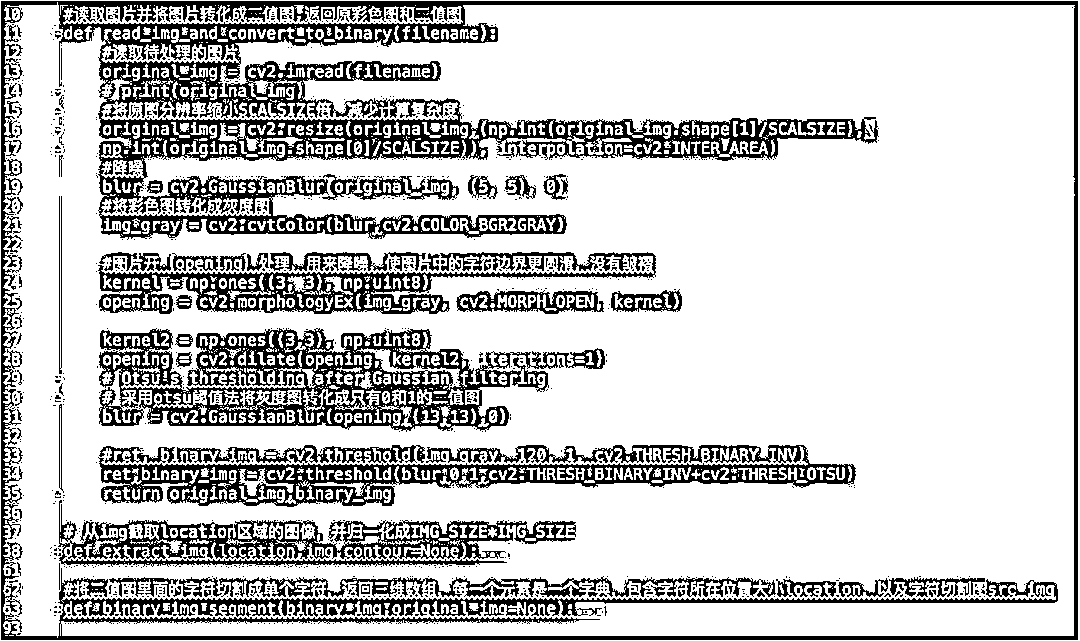 10 #读取图片并将图片转化成二值图,返回原彩色图和二值图
11 def read_img_and_convert_to_binary(filename):
12 #读取待处理的图片
13 original_img = cv2.imread(filename)
14 # print(original_img)
15 #将原图分辨率缩小SCALSIZE倍，减少计算复杂度
16 original_img = cv2.resize(original_img,(np.int(original_img.shape[1]/SCALSIZE),\
17 np.int(original_img.shape[0]/SCALSIZE)), interpolation=cv2.INTER_AREA)
18 #降噪
19 blur = cv2.GaussianBlur(original_img, (5, 5), 0)
20 #将彩色图转化成灰度图
21 img_gray = cv2.cvtColor(blur,cv2.COLOR_BGR2GRAY)
22
23 #图片开（opening）处理，用来降噪，使图片中的字符边界更圆滑，没有皱褶
24 kernel = np.ones((3, 3), np.uint8)
25 opening = cv2.morphologyEx(img_gray, cv2.MORPH_OPEN, kernel)
26
27 kernel2 = np.ones((3,3), np.uint8)
28 opening = cv2.dilate(opening, kernel2, iterations=1)
29 # Otsu's thresholding after Gaussian filtering
30 # 采用otsu阈值法将灰度图转化成只有0和1的二值图
31 blur = cv2.GaussianBlur(opening,(13,13),0)
32
33 #ret, binary_img = cv2.threshold(img_gray, 120, 1, cv2.THRESH_BINARY_INV)
34 ret,binary_img = cv2.threshold(blur,0,1,cv2.THRESH_BINARY_INV+cv2.THRESH_OTSU)
35 return original_img,binary_img
36
37 # 从img截取location区域的图像，并归一化成IMG_SIZE*IMG_SIZE
38 def extract_img(location,img,contour=None):...
61
62 #将二值图里面的字符切割成单个字符，返回三维数组，每一个元素是一个字典，包含字符所在位置大小location，以及字符切割图src_img
63 def binary_img_segment(binary_img,original_img=None):...
93